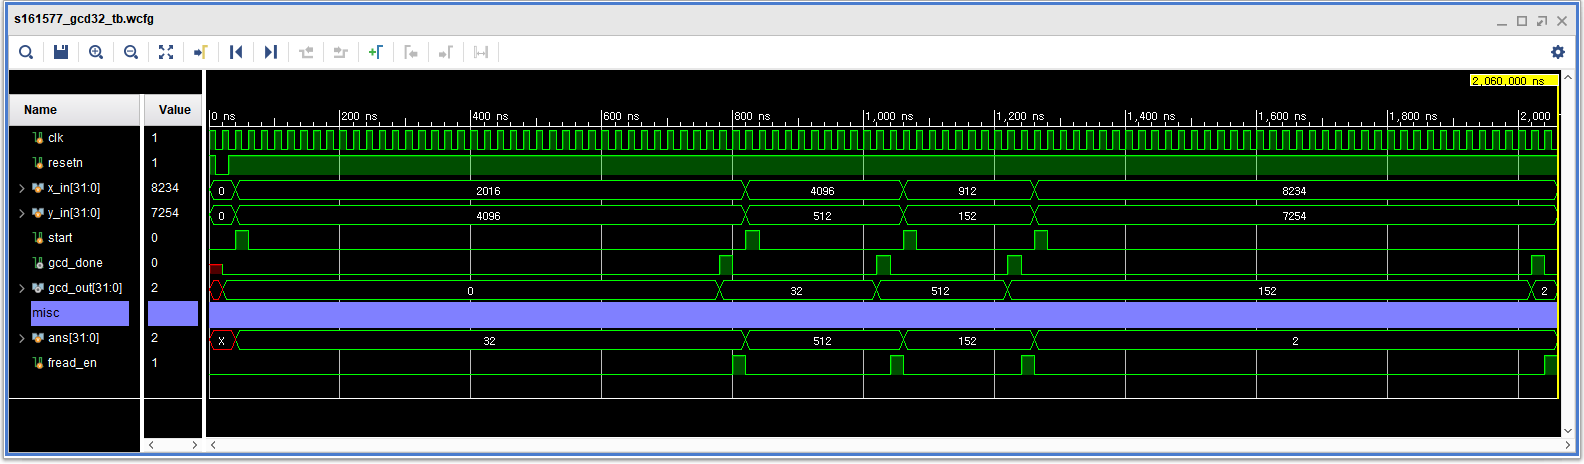 s161577_gcd32_tb.wcfg
2,060,000 ns
Name Value
0 ns 200 ns 400 ns 600 ns 800 ns 1,000 ns 1,200 ns 1,400 ns 1,600 ns 1,800 ns 2,000
clk 1
resetn 1
x_in[31:0] 8234 0 2016 4096 912 8234
y_in[31:0] 7254 0 4096 512 152 7254
start 0
gcd_done 0
gcd_out[31:0] 2 0 32 512 152 2
misc
ans[31:0] 2 X 32 512 152 2
fread_en 1